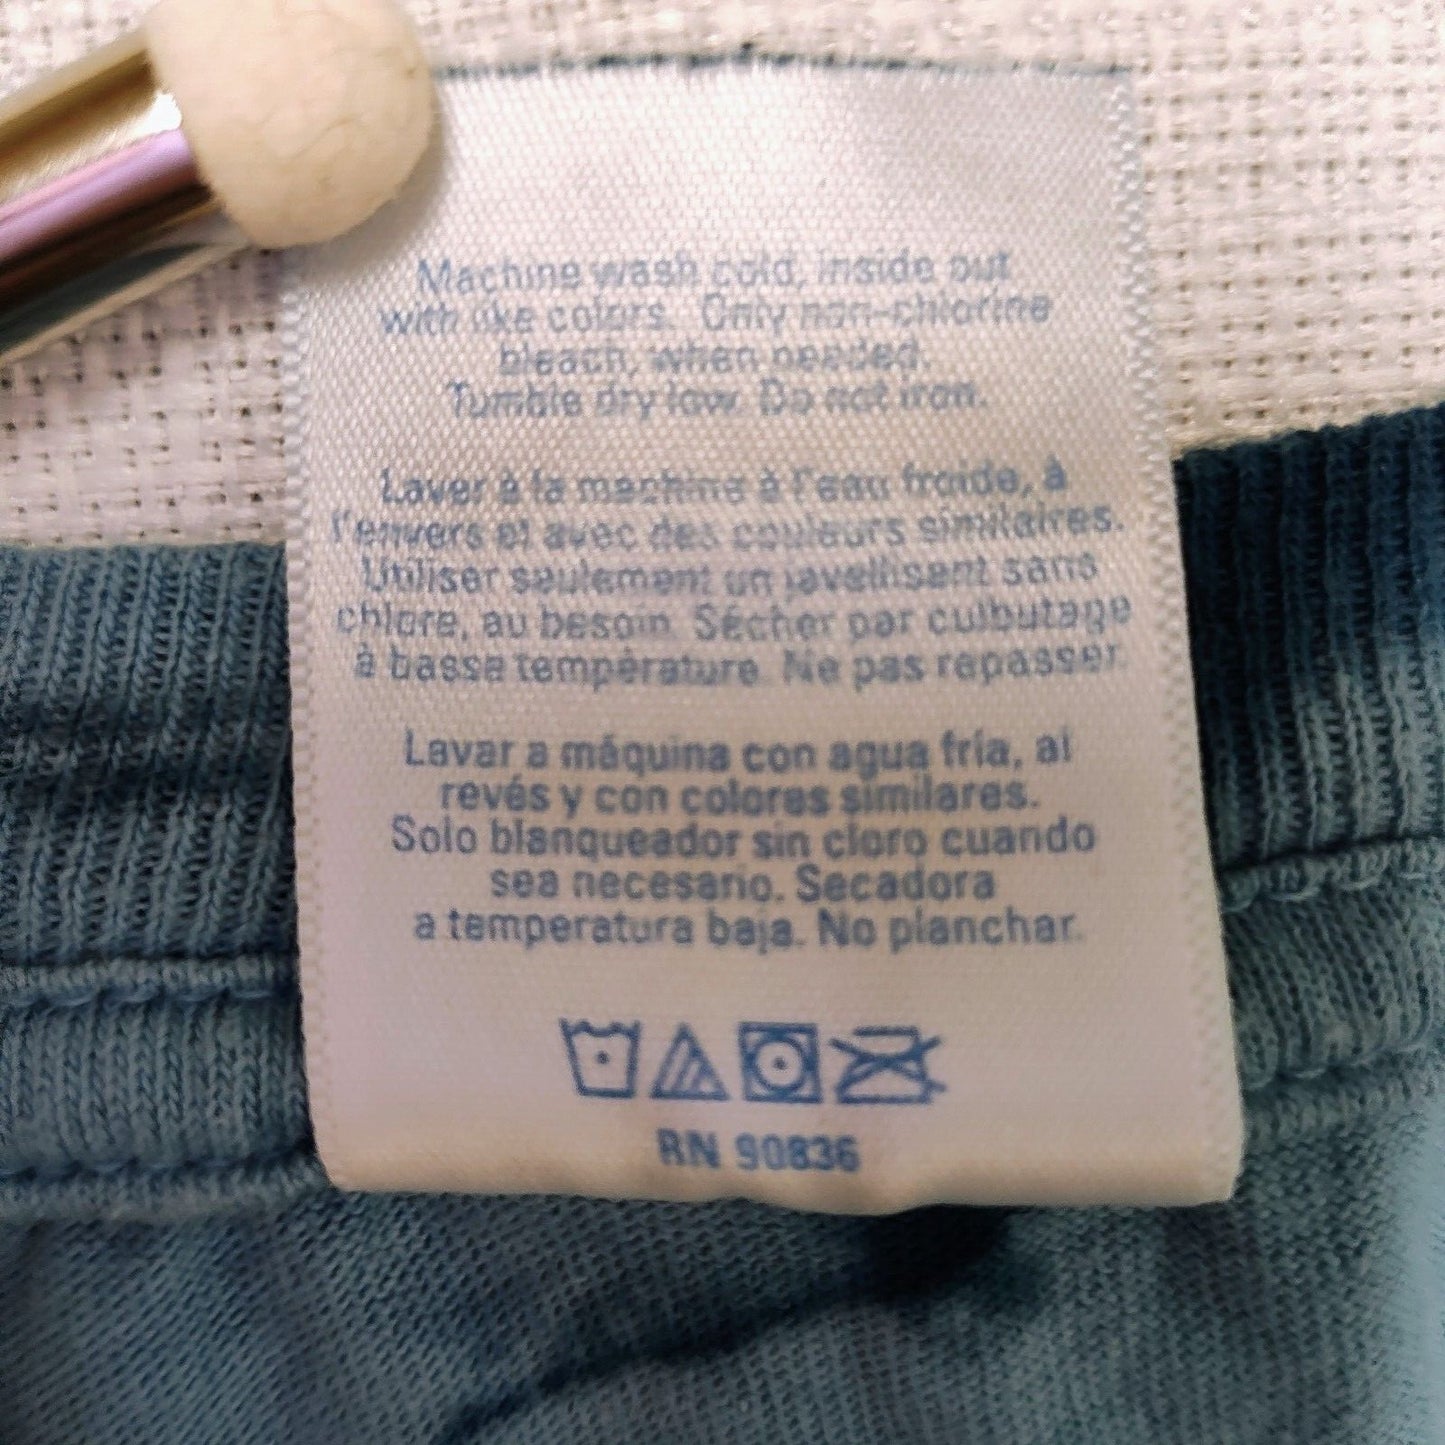 Machine wash cold, inside out
with like colors. Only non-chlorine
bleach, when needed.
Tumble dry low. Do not iron.
Laver à la machine à l'eau froide, à
l'envers et avec des couleurs similaires.
Utiliser seulement un javellisant sans
chlore, au besoin. Sécher par culbutage
à basse température. Ne pas repasser
Lavar a máquina con agua fría, al
revés y con colores similares.
Solo blanqueador sin cloro cuando
sea necesario. Secadora
a temperatura baja. No planchar.
RN 90836